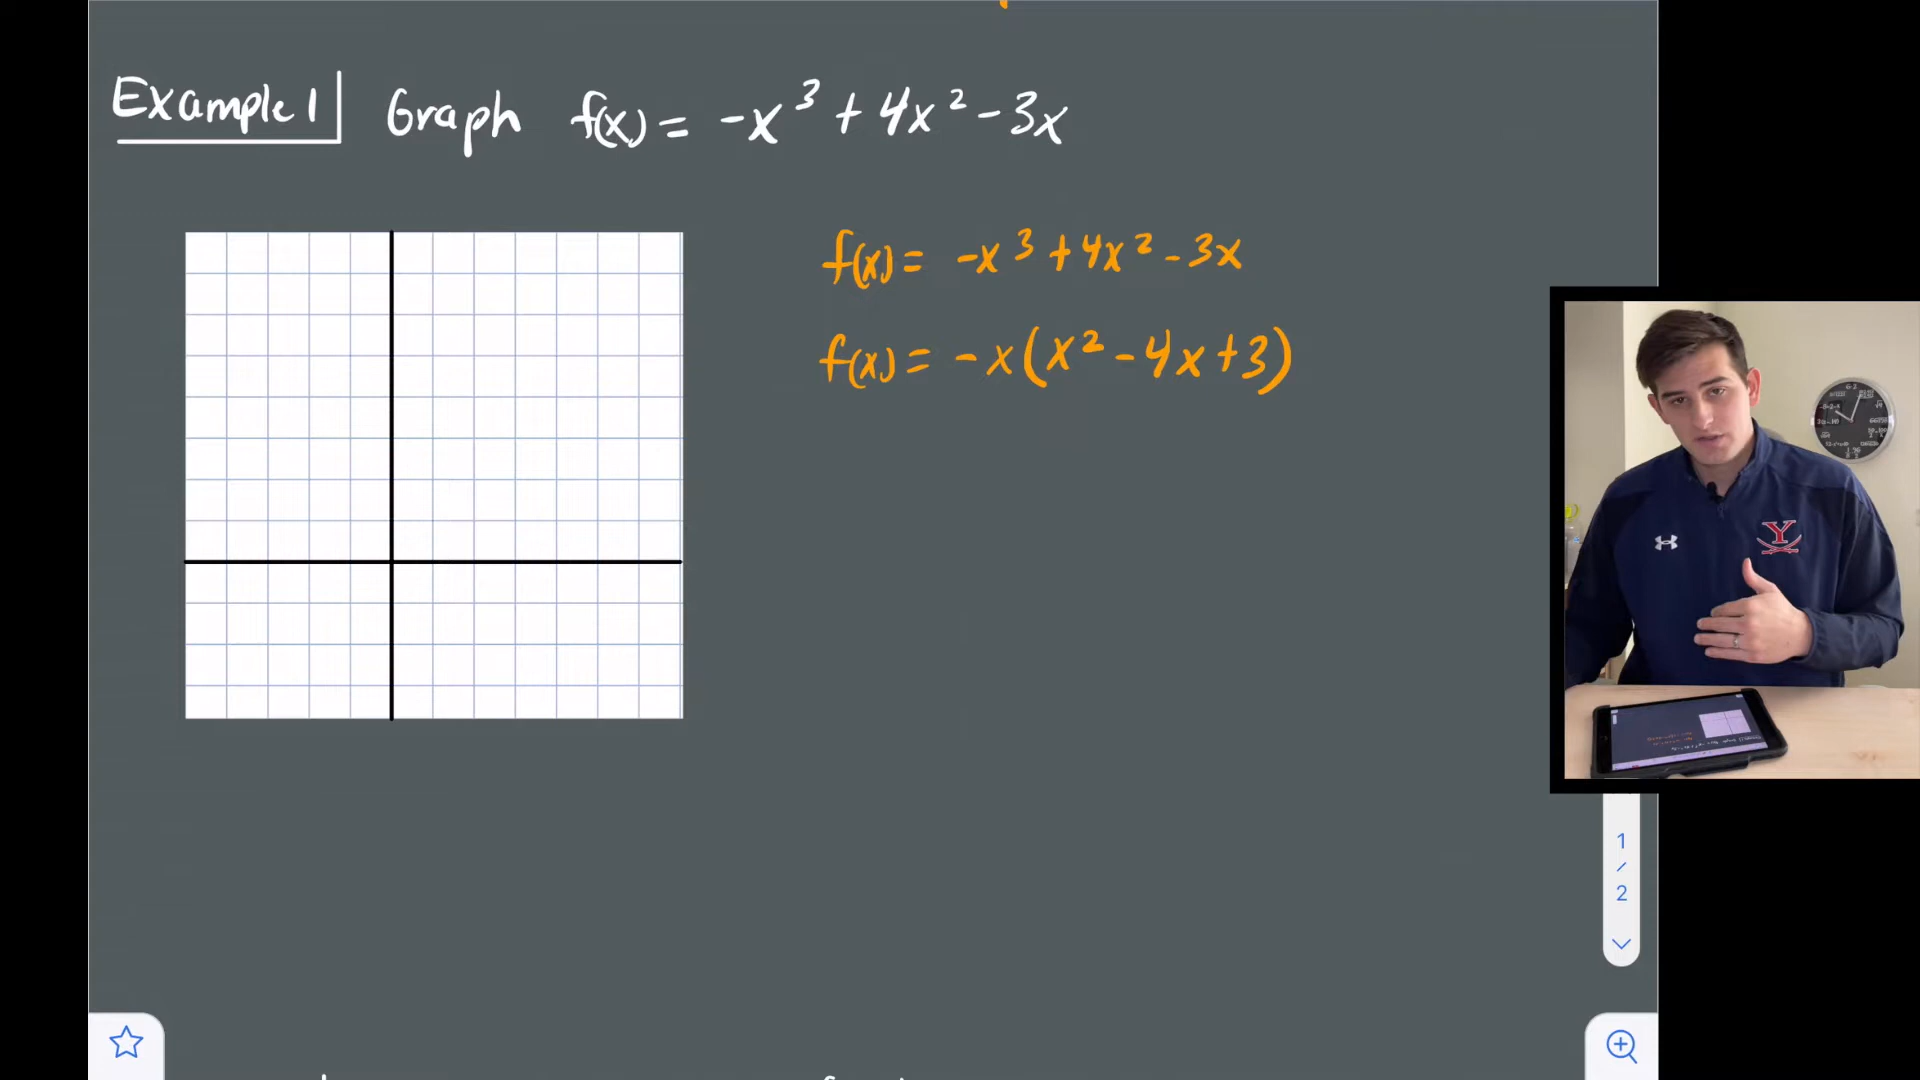 Example 1 Graph f(x) = -x³ + 4x² - 3x
f(x) = -x³ + 4x² - 3x
f(x) = -x(x² - 4x + 3)
Y
1
/
2